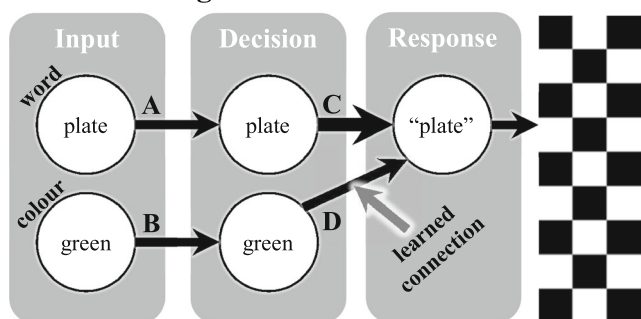 Input
Decision
Response
word
plate
A
plate
C
“plate”
colour
green
B
green
D
learned
connection